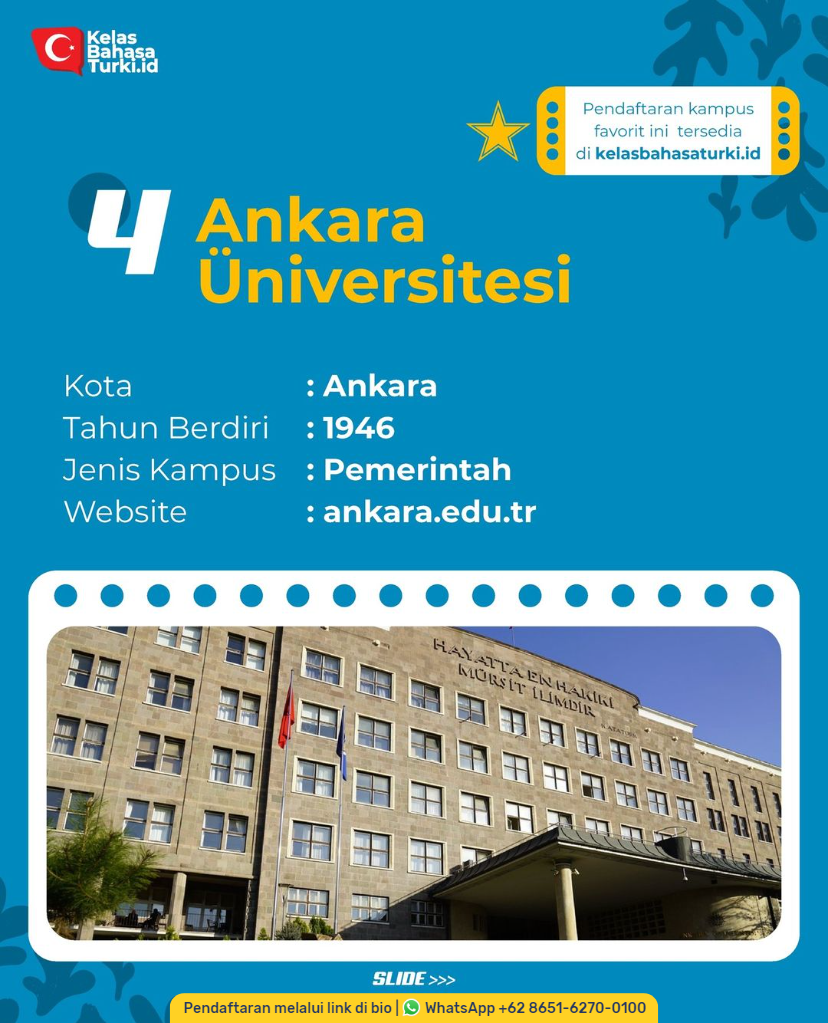 Kelas
Bahasa
Turki.id
Pendaftaran kampus
favorit ini tersedia
di kelasbahasaturki.id
4
Ankara
Üniversitesi
Kota : Ankara
Tahun Berdiri : 1946
Jenis Kampus : Pemerintah
Website : ankara.edu.tr
HAYATTA EN HAKİKİ
MÜRŞİT İLİMDİR
K. ATATÜRK
SLIDE >>>
Pendaftaran melalui link di bio | WhatsApp +62 8651-6270-0100